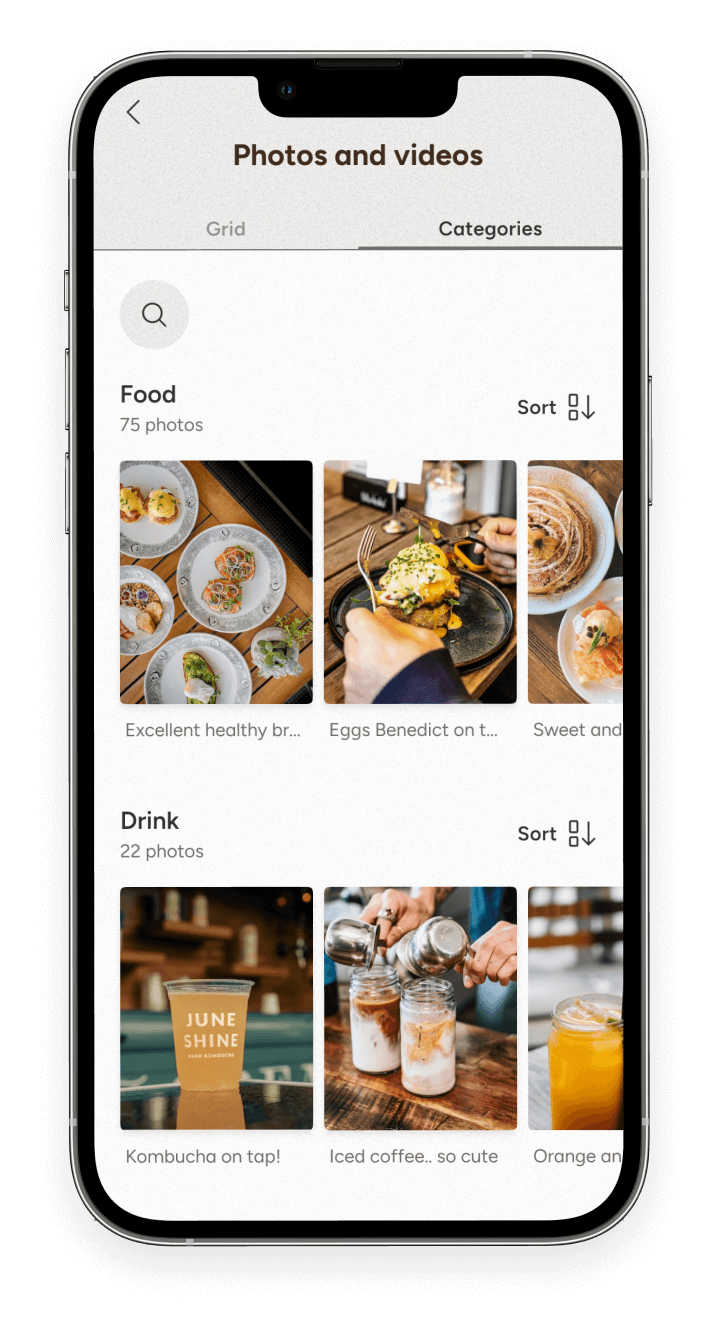 Photos and videos
Grid
Categories
Food
75 photos
Sort
Excellent healthy br...
Eggs Benedict on t...
Sweet and
Drink
22 photos
Sort
JUNE
SHINE
HARD KOMBUCHA
Kombucha on tap!
Iced coffee.. so cute
Orange an